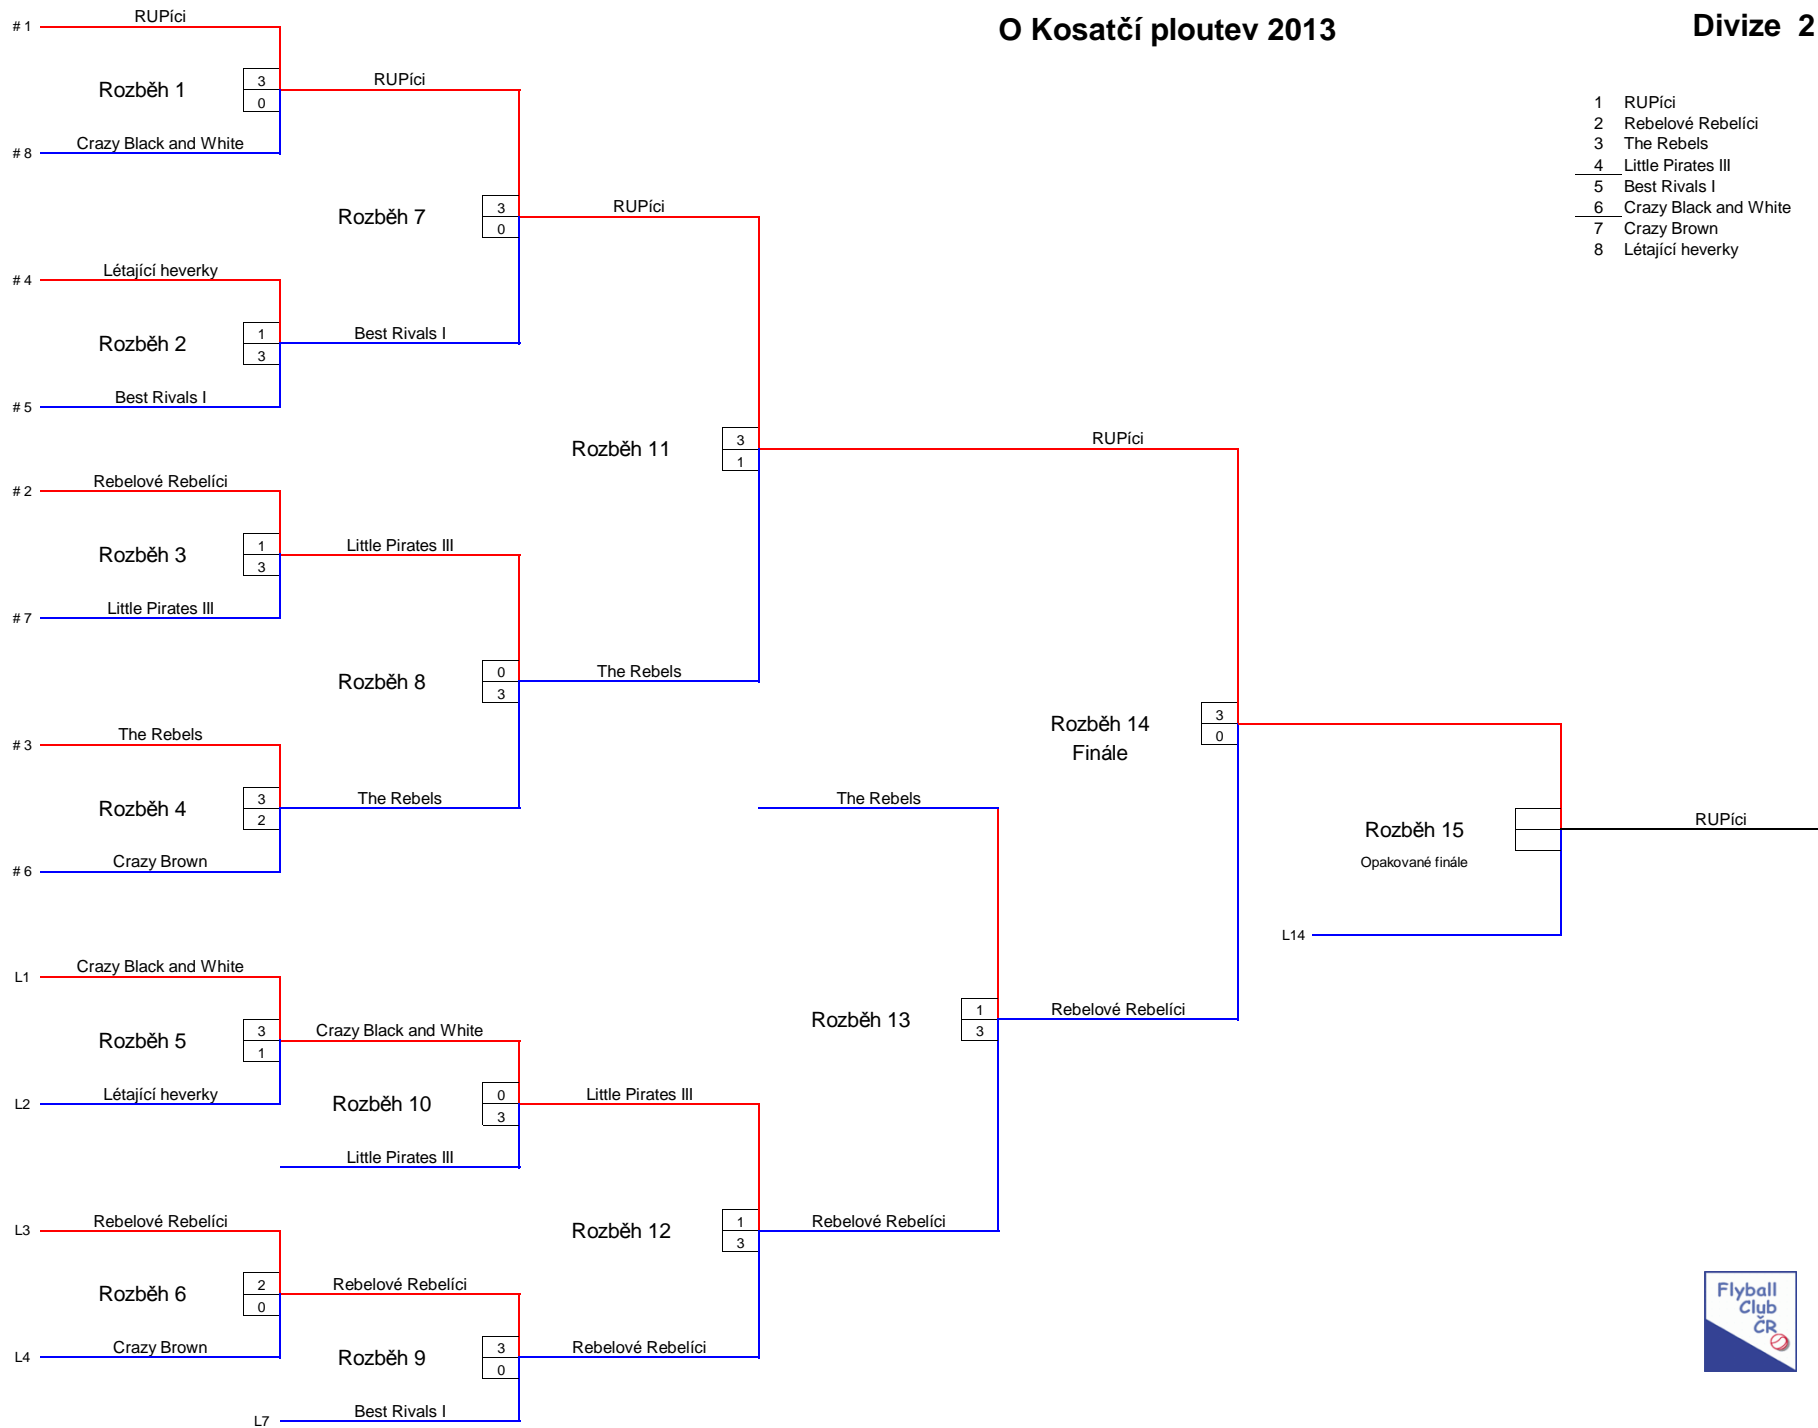 O Kosatčí ploutev 2013
Divize 2
1 RUPíci
2 Rebelové Rebelíci
3 The Rebels
4 Little Pirates III
5 Best Rivals I
6 Crazy Black and White
7 Crazy Brown
8 Létající heverky
# 1 RUPíci
Rozběh 1
3
0
RUPíci
# 8 Crazy Black and White
Rozběh 7
3
0
RUPíci
# 4 Létající heverky
Rozběh 2
1
3
Best Rivals I
# 5 Best Rivals I
Rozběh 11
3
1
RUPíci
# 2 Rebelové Rebelíci
Rozběh 3
1
3
Little Pirates III
# 7 Little Pirates III
Rozběh 8
0
3
The Rebels
# 3 The Rebels
Rozběh 4
3
2
The Rebels
# 6 Crazy Brown
Rozběh 14
Finále
3
0
The Rebels
Rozběh 15
Opakované finále
RUPíci
L14
L1 Crazy Black and White
Rozběh 5
3
1
Crazy Black and White
L2 Létající heverky
Rozběh 10
0
3
Little Pirates III
Little Pirates III
Rozběh 13
1
3
Rebelové Rebelíci
L3 Rebelové Rebelíci
Rozběh 6
2
0
Rebelové Rebelíci
L4 Crazy Brown
Rozběh 12
1
3
Rebelové Rebelíci
Rozběh 9
3
0
Rebelové Rebelíci
L7 Best Rivals I
Flyball
Club
ČR